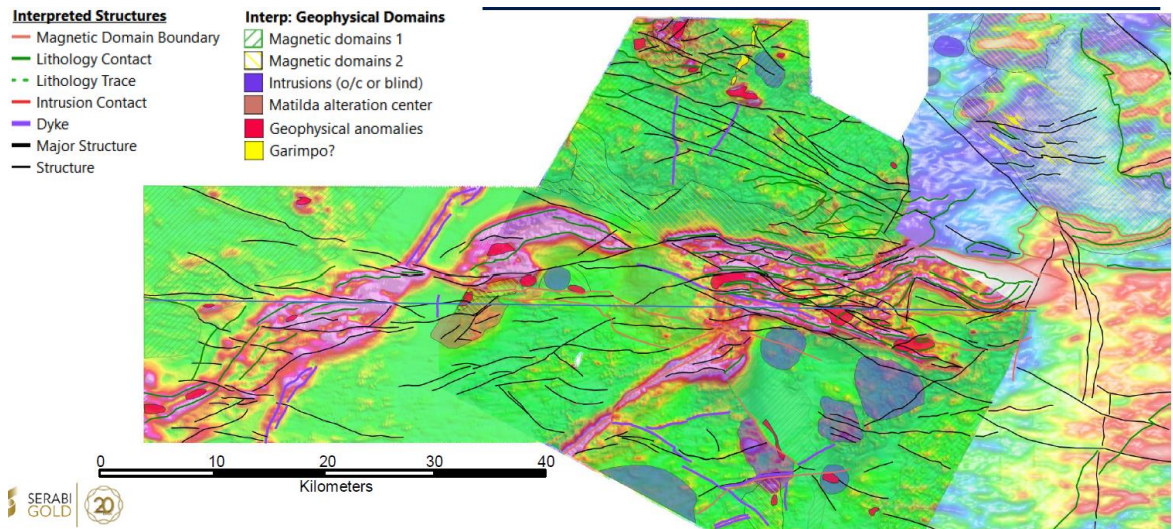 Interpreted Structures
Magnetic Domain Boundary
Lithology Contact
Lithology Trace
Intrusion Contact
Dyke
Major Structure
Structure
Interp: Geophysical Domains
Magnetic domains 1
Magnetic domains 2
Intrusions (o/c or blind)
Matilda alteration center
Geophysical anomalies
Garimpo?
0 10 20 30 40
Kilometers
SERABI
GOLD
20